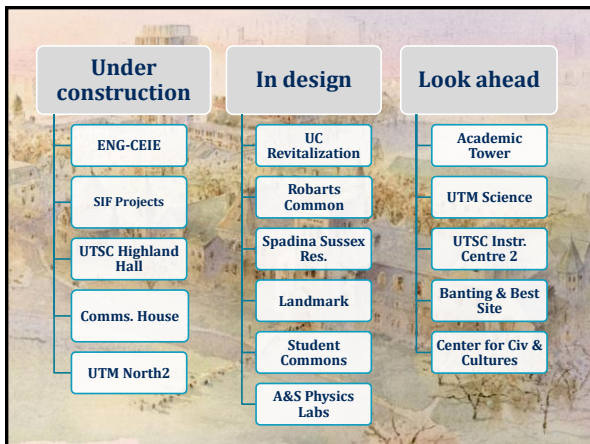 Under
construction
ENG-CEIE
SIF Projects
UTSC Highland
Hall
Comms. House
UTM North2
In design
UC
Revitalization
Robarts
Common
Spadina Sussex
Res.
Landmark
Student
Commons
A&S Physics
Labs
Look ahead
Academic
Tower
UTM Science
UTSC Instr.
Centre 2
Banting & Best
Site
Center for Civ &
Cultures